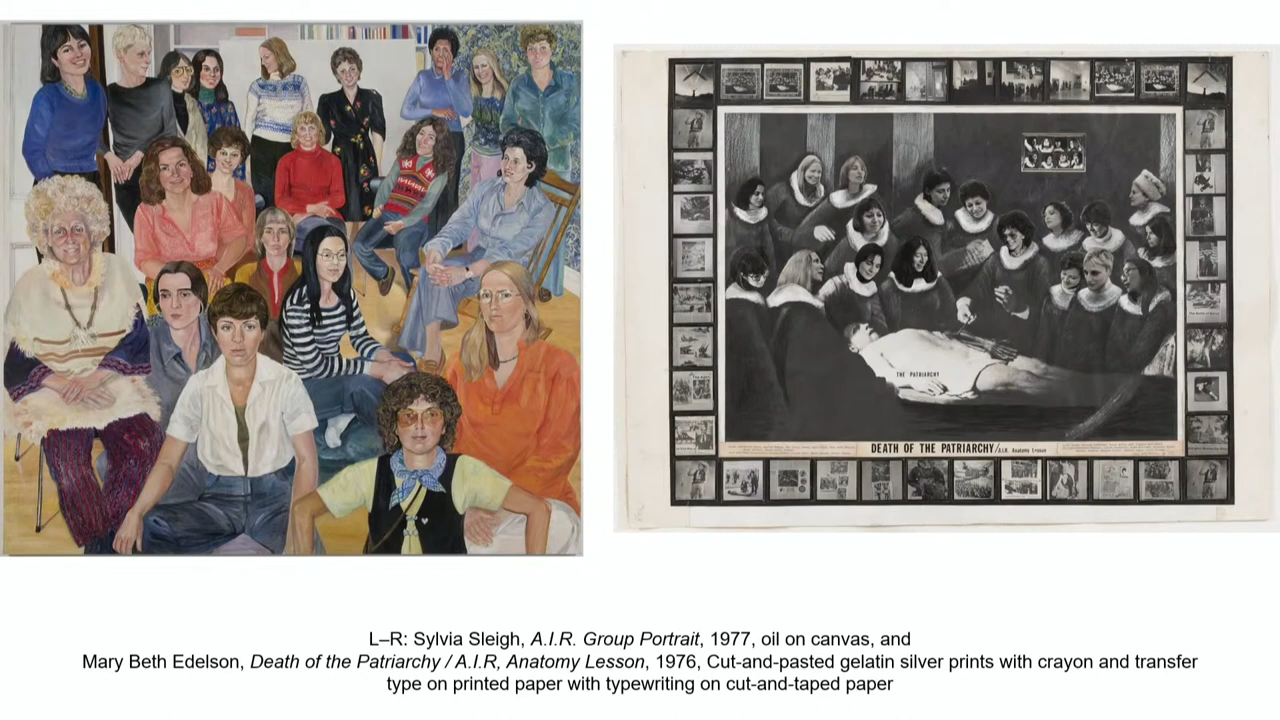 THE PATRIARCHY
DEATH OF THE PATRIARCHY/A.I.R. Anatomy Lesson
L–R: Sylvia Sleigh, A.I.R. Group Portrait, 1977, oil on canvas, and
Mary Beth Edelson, Death of the Patriarchy / A.I.R, Anatomy Lesson, 1976, Cut-and-pasted gelatin silver prints with crayon and transfer
type on printed paper with typewriting on cut-and-taped paper